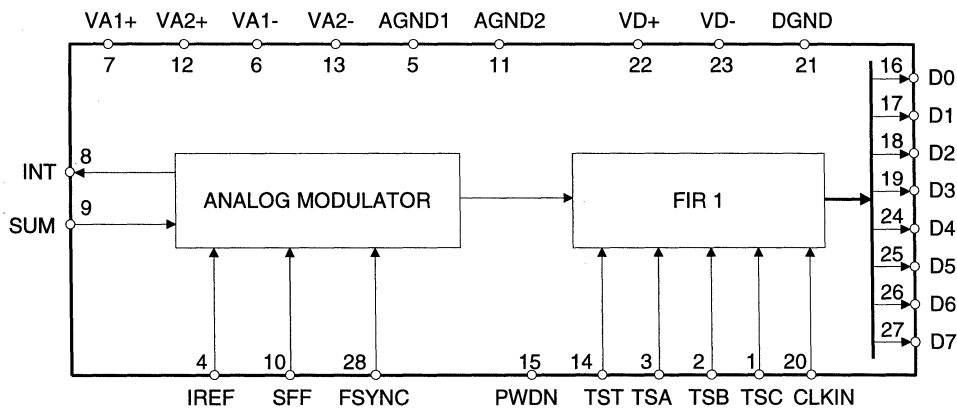 VA1+ VA2+ VA1- VA2- AGND1 AGND2 VD+ VD- DGND
7 12 6 13 5 11 22 23 21
16 D0
17 D1
18 D2
19 D3
24 D4
25 D5
26 D6
27 D7
INT 8
SUM 9
ANALOG MODULATOR
FIR 1
4 10 28 15 14 3 2 1 20
IREF SFF FSYNC PWDN TST TSA TSB TSC CLKIN